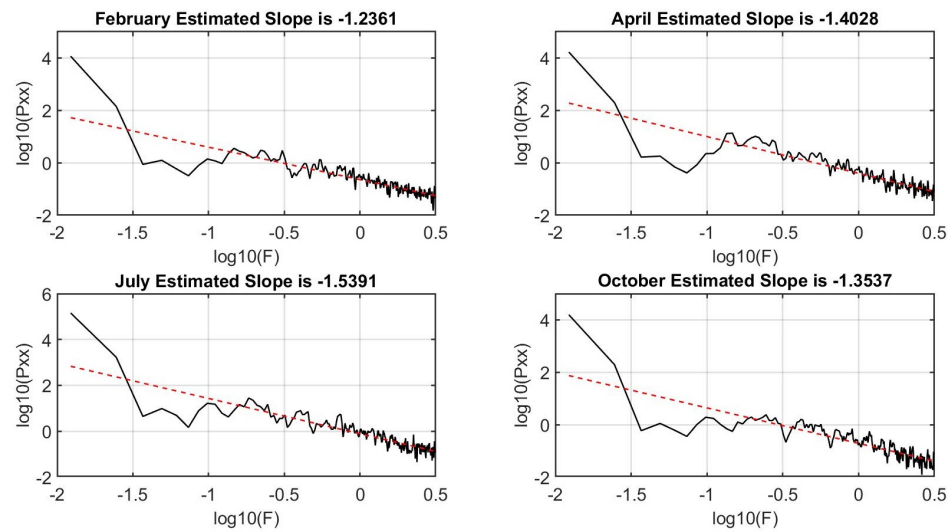 February Estimated Slope is -1.2361
log10(Pxx)
4
2
0
-2
-2 -1.5 -1 -0.5 0 0.5
log10(F)
April Estimated Slope is -1.4028
log10(Pxx)
4
2
0
-2
-2 -1.5 -1 -0.5 0 0.5
log10(F)
July Estimated Slope is -1.5391
log10(Pxx)
6
4
2
0
-2
-2 -1.5 -1 -0.5 0 0.5
log10(F)
October Estimated Slope is -1.3537
log10(Pxx)
4
2
0
-2
-2 -1.5 -1 -0.5 0 0.5
log10(F)